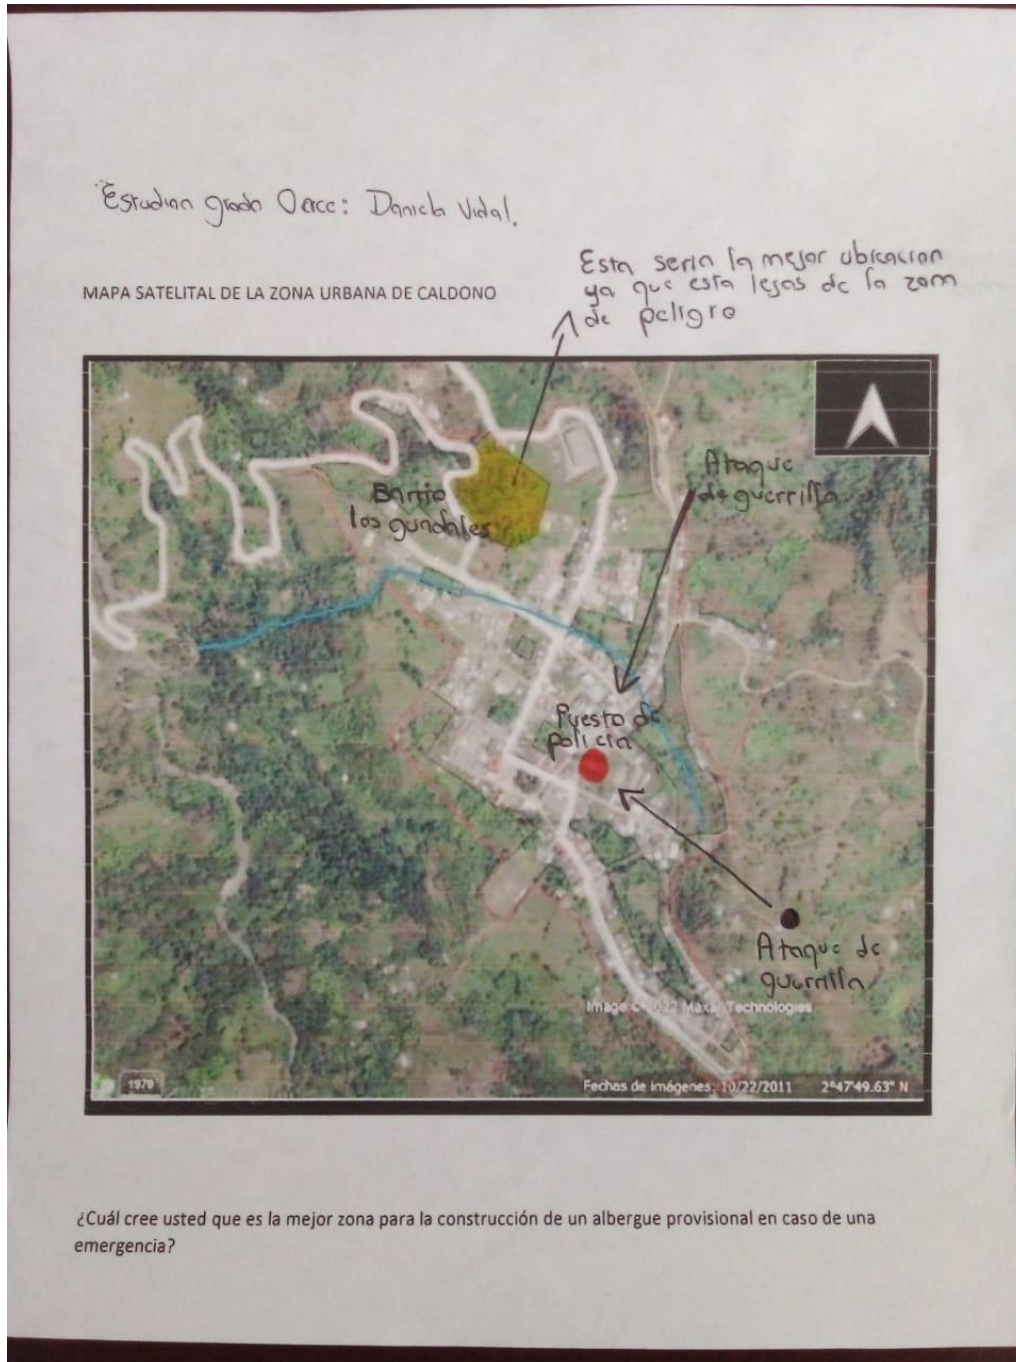 Estudian grado Once: Daniela Vidal.
Esta seria la mejor ubicacion
ya que esta lejos de la zona
de peligro
MAPA SATELITAL DE LA ZONA URBANA DE CALDONO
Ataque
de guerrilla
Barrio
los
Puesto de
policia
Ataque de
guerrilla
Image © 2022 Maxar Technologies
1970
Fechas de imágenes: 10/22/2011 2°47'49.63" N
¿Cuál cree usted que es la mejor zona para la construcción de un albergue provisional en caso de una
emergencia?